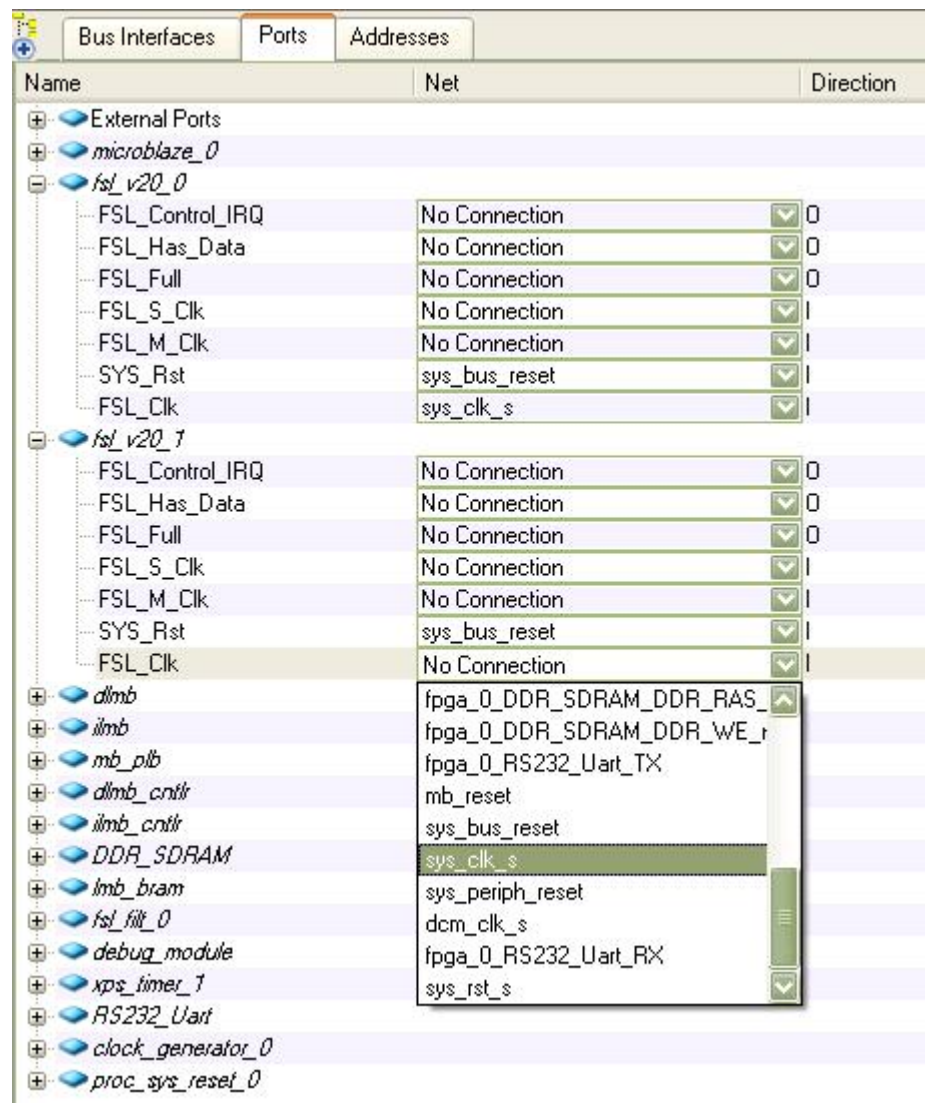 Bus Interfaces Ports Addresses
Name Net Direction
External Ports
microblaze_0
fsl_v20_0
FSL_Control_IRQ No Connection O
FSL_Has_Data No Connection O
FSL_Full No Connection O
FSL_S_Clk No Connection I
FSL_M_Clk No Connection I
SYS_Rst sys_bus_reset I
FSL_Clk sys_clk_s I
fsl_v20_1
FSL_Control_IRQ No Connection O
FSL_Has_Data No Connection O
FSL_Full No Connection O
FSL_S_Clk No Connection I
FSL_M_Clk No Connection I
SYS_Rst sys_bus_reset I
FSL_Clk No Connection I
dlmb fpga_0_DDR_SDRAM_DDR_RAS_
ilmb fpga_0_DDR_SDRAM_DDR_WE_r
mb_plb fpga_0_RS232_Uart_TX
dlmb_cntlr mb_reset
ilmb_cntlr sys_bus_reset
DDR_SDRAM sys_clk_s
lmb_bram sys_periph_reset
fsl_filt_0 dcm_clk_s
debug_module fpga_0_RS232_Uart_RX
xps_timer_1 sys_rst_s
RS232_Uart
clock_generator_0
proc_sys_reset_0